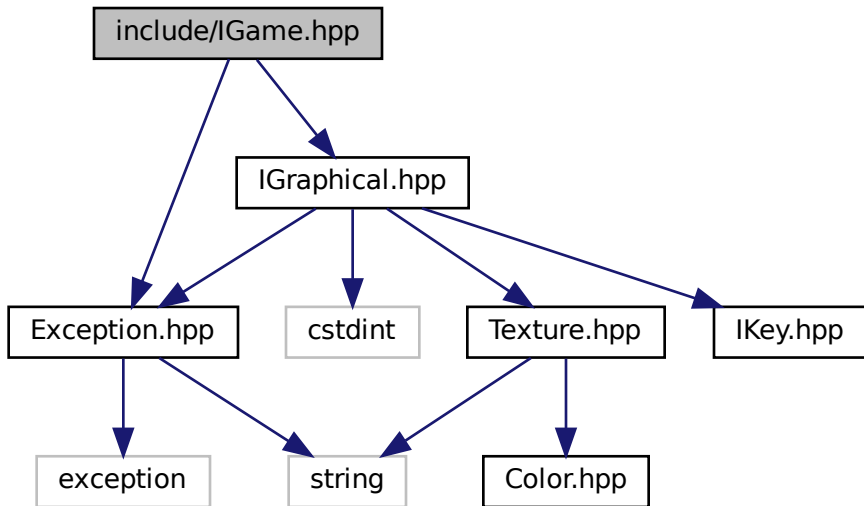 include/IGame.hpp
IGraphical.hpp
Exception.hpp
cstdint
Texture.hpp
IKey.hpp
exception
string
Color.hpp